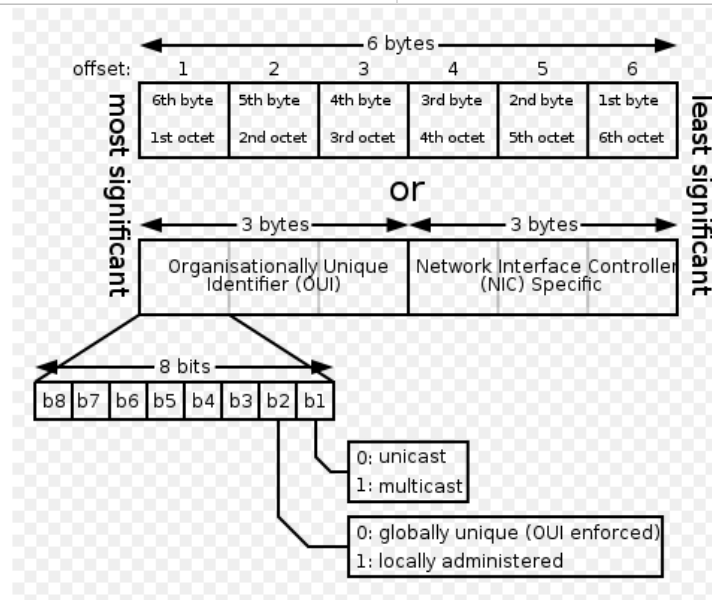 6 bytes
offset: 1 2 3 4 5 6
6th byte 5th byte 4th byte 3rd byte 2nd byte 1st byte
1st octet 2nd octet 3rd octet 4th octet 5th octet 6th octet
most significant
least significant
or
3 bytes 3 bytes
Organisationally Unique
Identifier (OUI)
Network Interface Controller
(NIC) Specific
8 bits
b8 b7 b6 b5 b4 b3 b2 b1
0: unicast
1: multicast
0: globally unique (OUI enforced)
1: locally administered